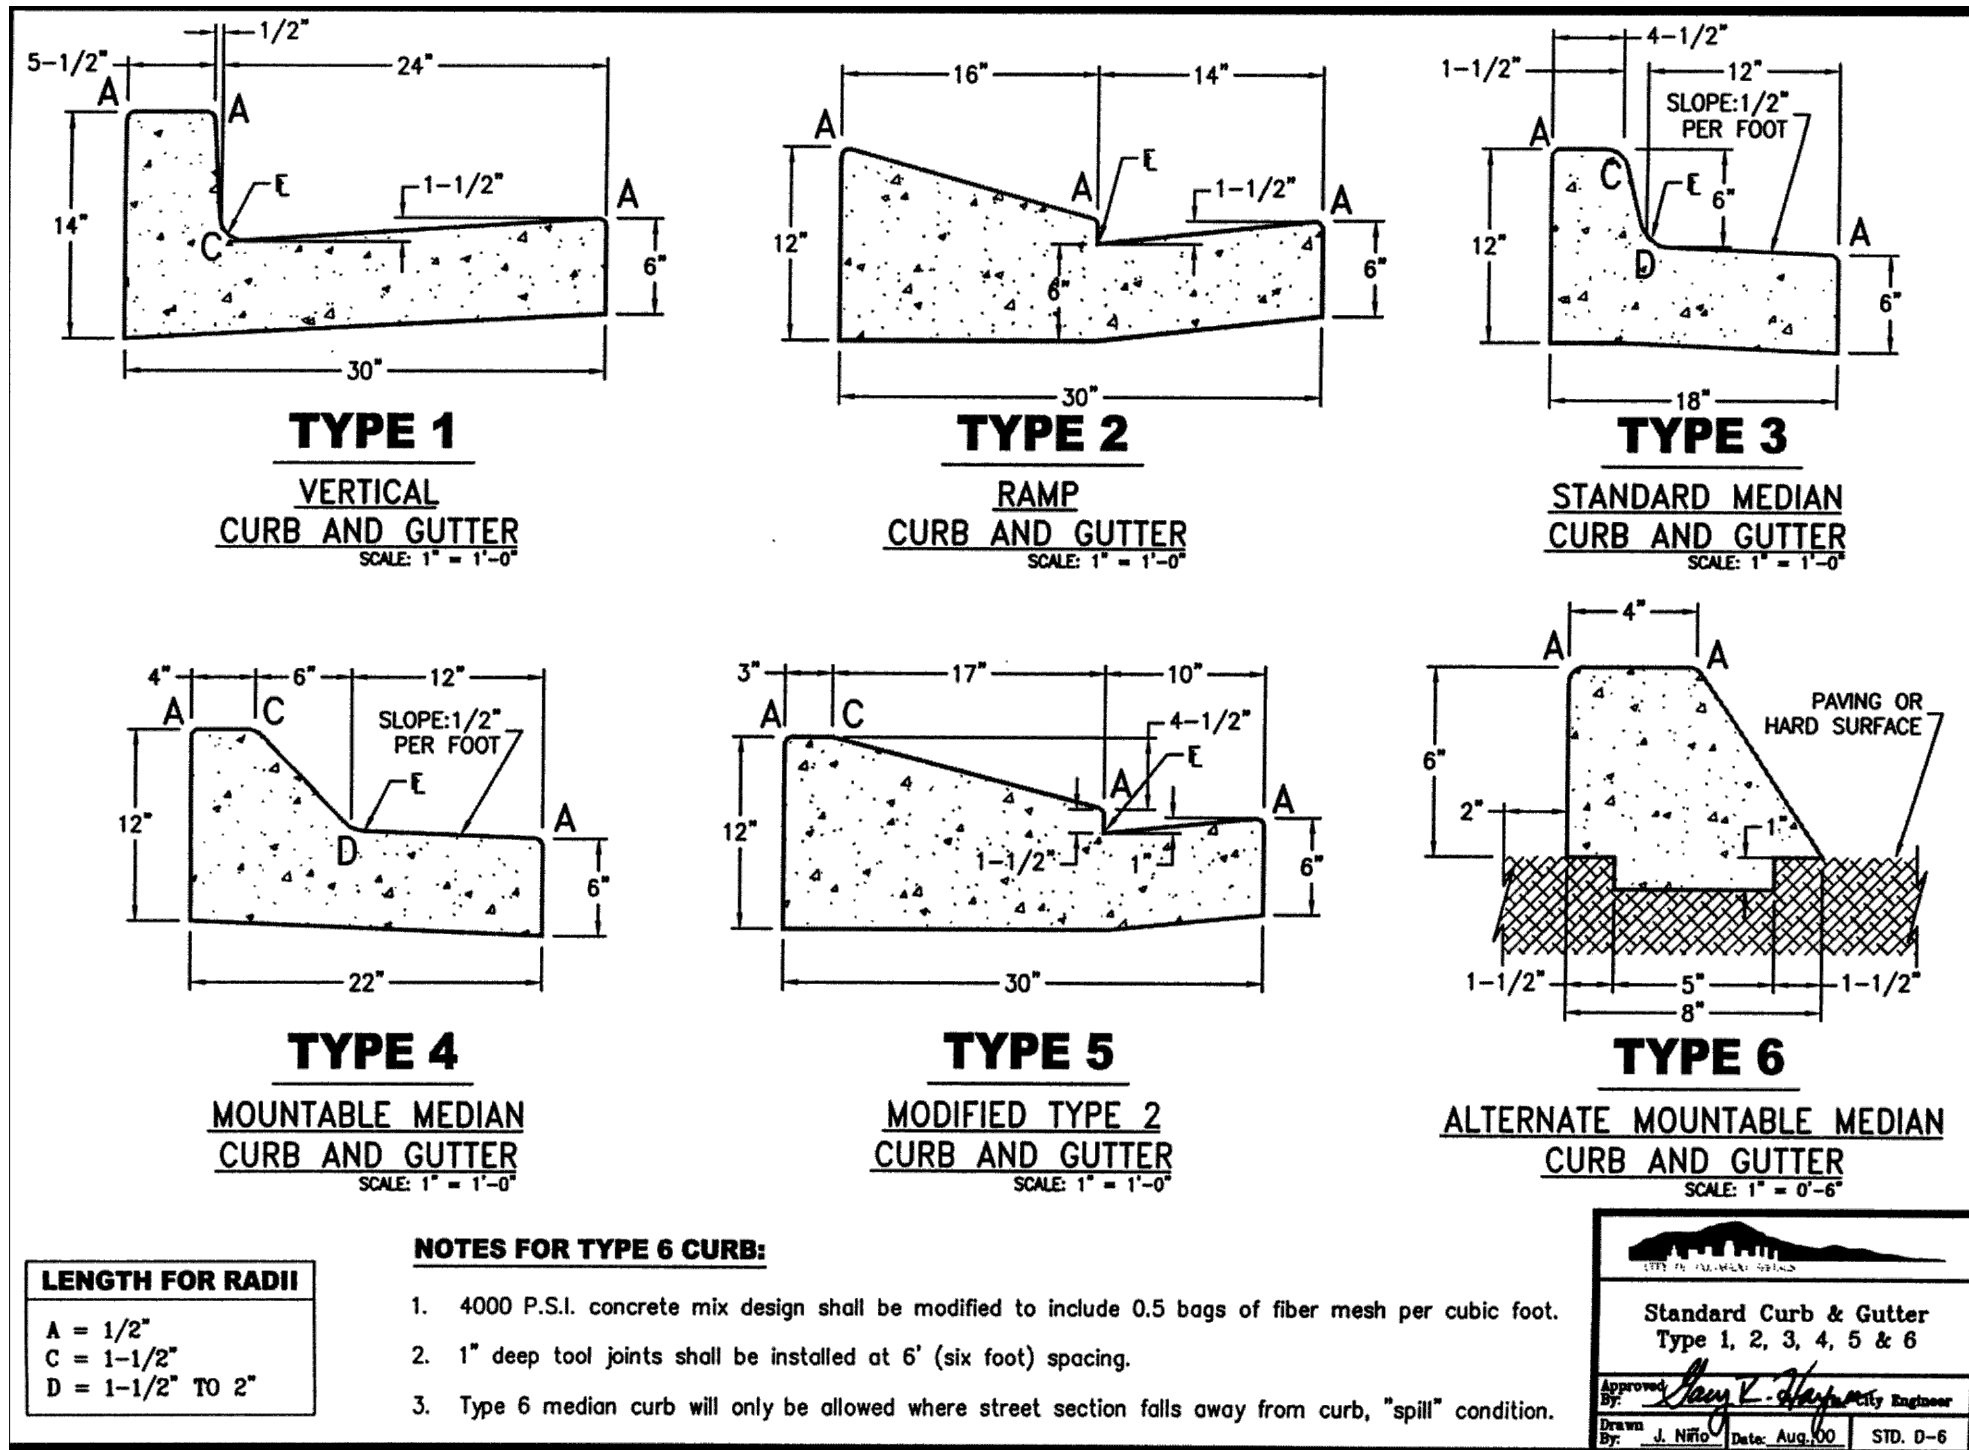 1/2"
5-1/2"
24"
A
A
14"
E
1-1/2"
A
C
6"
30"
TYPE 1
VERTICAL
CURB AND GUTTER
SCALE: 1" = 1'-0"
16"
14"
A
E
A
1-1/2"
A
12"
6"
6"
30"
TYPE 2
RAMP
CURB AND GUTTER
SCALE: 1" = 1'-0"
4-1/2"
1-1/2"
12"
SLOPE:1/2"
PER FOOT
A
C
E
6"
A
12"
D
6"
18"
TYPE 3
STANDARD MEDIAN
CURB AND GUTTER
SCALE: 1" = 1'-0"
4"
6"
12"
A
C
SLOPE:1/2"
PER FOOT
E
12"
D
A
6"
22"
TYPE 4
MOUNTABLE MEDIAN
CURB AND GUTTER
SCALE: 1" = 1'-0"
3"
17"
10"
A
C
4-1/2"
E
A
A
12"
1-1/2"
1"
6"
30"
TYPE 5
MODIFIED TYPE 2
CURB AND GUTTER
SCALE: 1" = 1'-0"
4"
A
A
PAVING OR
HARD SURFACE
6"
2"
1"
1-1/2"
5"
1-1/2"
8"
TYPE 6
ALTERNATE MOUNTABLE MEDIAN
CURB AND GUTTER
SCALE: 1" = 0'-6"
LENGTH FOR RADII
A = 1/2"
C = 1-1/2"
D = 1-1/2" TO 2"
NOTES FOR TYPE 6 CURB:
1. 4000 P.S.I. concrete mix design shall be modified to include 0.5 bags of fiber mesh per cubic foot.
2. 1" deep tool joints shall be installed at 6' (six foot) spacing.
3. Type 6 median curb will only be allowed where street section falls away from curb, "spill" condition.
Standard Curb & Gutter
Type 1, 2, 3, 4, 5 & 6
Approved
By: City Engineer
Drawn
By: J. Niño Date: Aug,00 STD. D-6